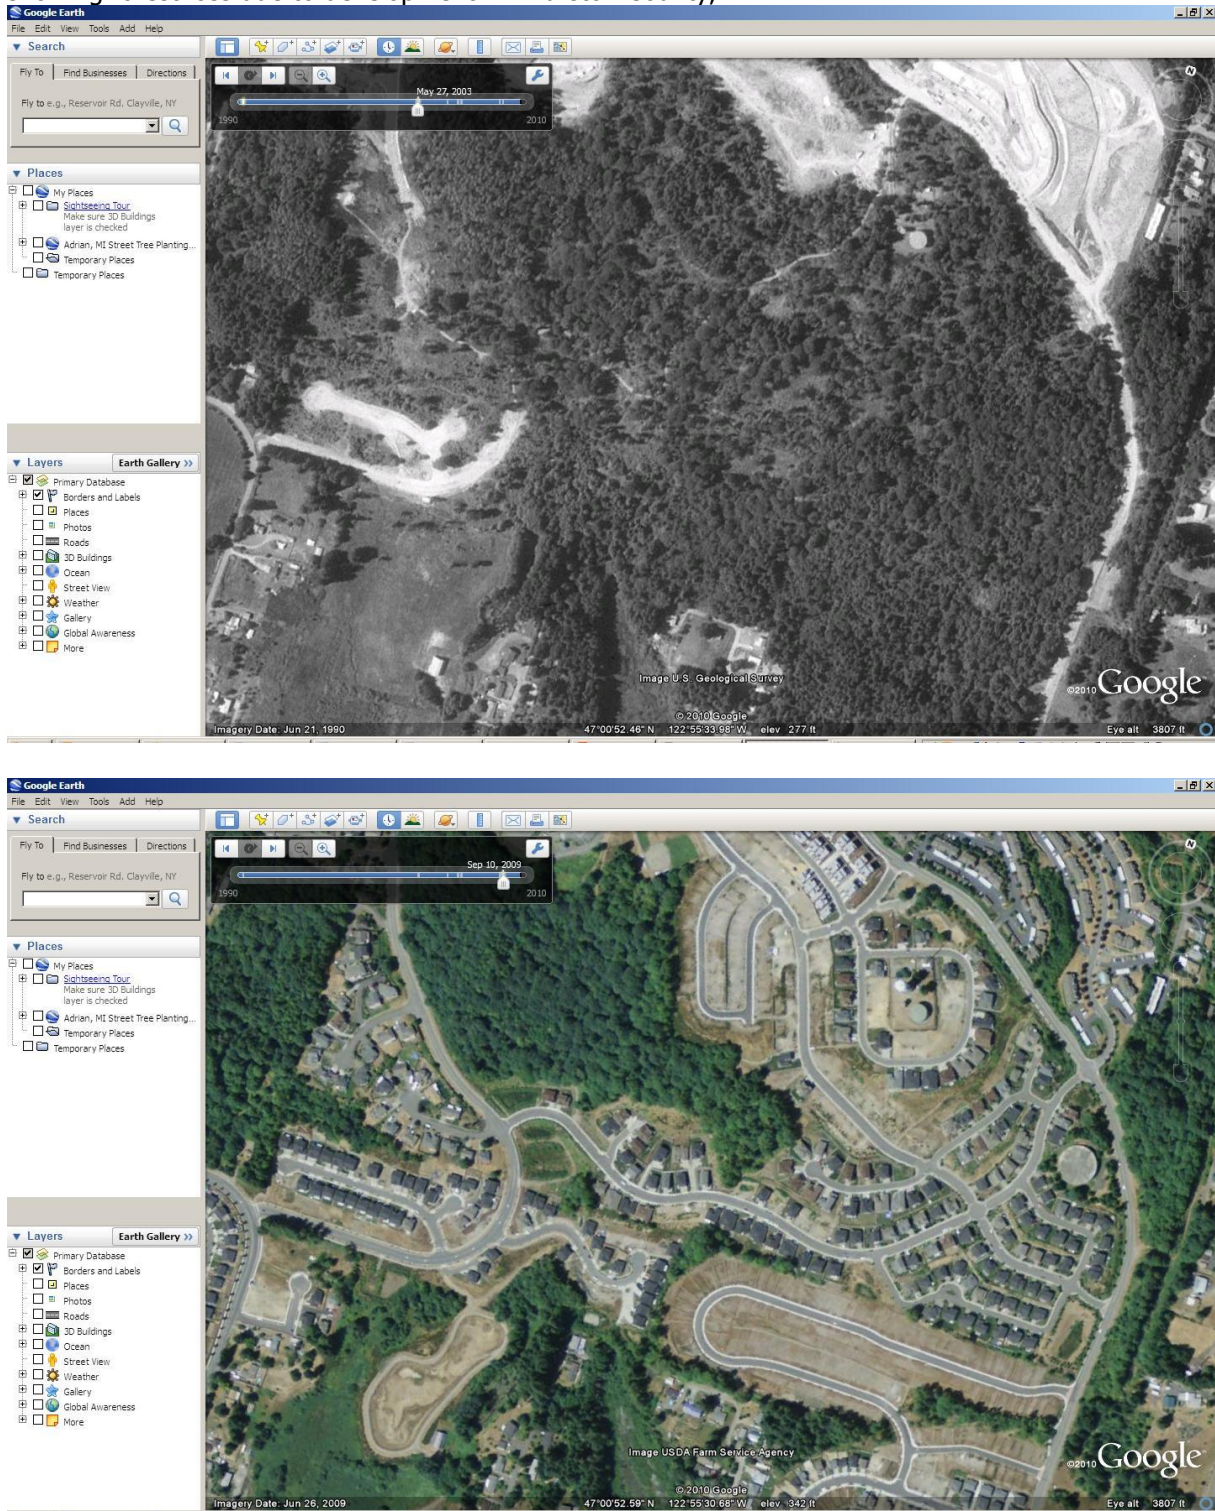 Google Earth
File Edit View Tools Add Help
Search
Fly To Find Businesses Directions
Fly to e.g., Reservoir Rd. Clayville, NY
May 27, 2003
1990 2010
Places
My Places
Sightseeing Tour
Make sure 3D Buildings
layer is checked
Adrian, MI Street Tree Planting...
Temporary Places
Temporary Places
Layers Earth Gallery >>
Primary Database
Borders and Labels
Places
Photos
Roads
3D Buildings
Ocean
Street View
Weather
Gallery
Global Awareness
More
Image U.S. Geological Survey
©2010 Google
© 2010 Google
Imagery Date: Jun 21, 1990 47°00'52.46" N 122°55'33.98" W elev 277 ft Eye alt 3807 ft
Google Earth
File Edit View Tools Add Help
Search
Fly To Find Businesses Directions
Fly to e.g., Reservoir Rd. Clayville, NY
Sep 10, 2009
1990 2010
Places
My Places
Sightseeing Tour
Make sure 3D Buildings
layer is checked
Adrian, MI Street Tree Planting...
Temporary Places
Temporary Places
Layers Earth Gallery >>
Primary Database
Borders and Labels
Places
Photos
Roads
3D Buildings
Ocean
Street View
Weather
Gallery
Global Awareness
More
Image USDA Farm Service Agency
©2010 Google
© 2010 Google
Imagery Date: Jun 26, 2009 47°00'52.59" N 122°55'30.68" W elev 342 ft Eye alt 3807 ft